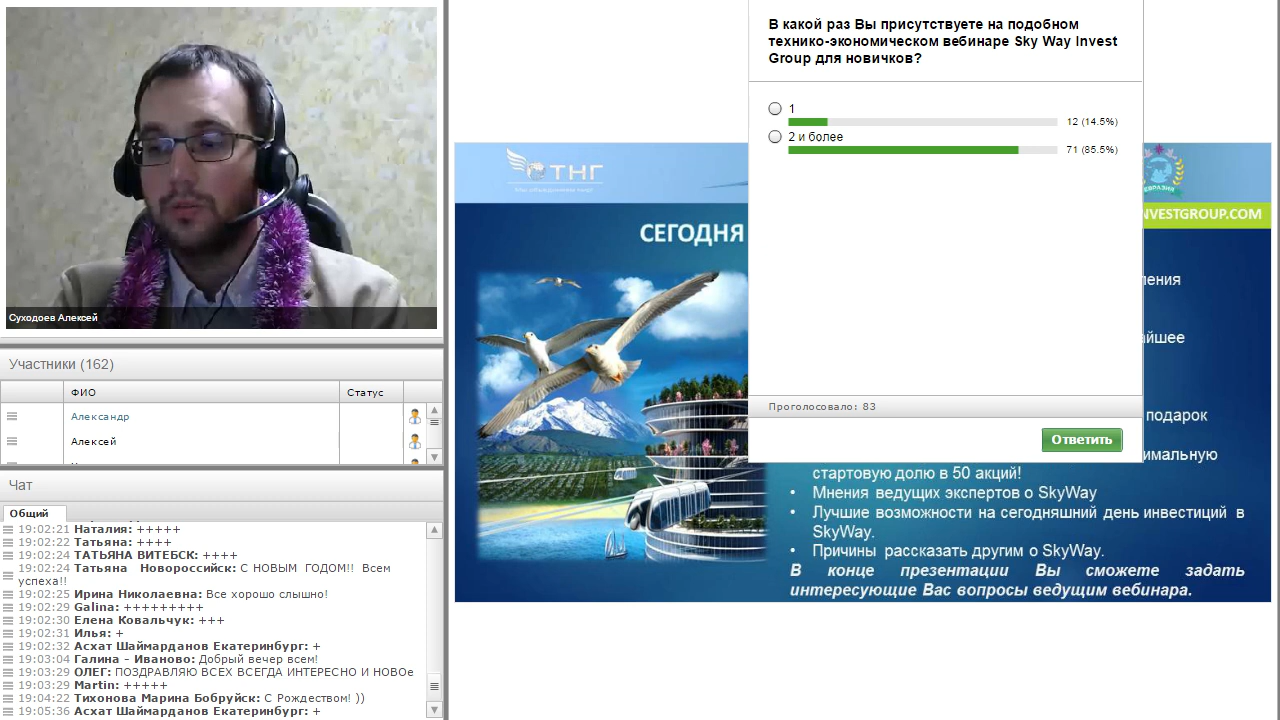 Суходоев Алексей
Участники (162)
ФИО
Статус
Александр
Алексей
Чат
Общий
19:02:21 Наталия: +++++
19:02:22 Татьяна: ++++
19:02:24 ТАТЬЯНА ВИТЕБСК: ++++
19:02:24 Татьяна Новороссийск: С НОВЫМ ГОДОМ!! Всем
успеха!!
19:02:25 Ирина Николаевна: Все хорошо слышно!
19:02:29 Galina: +++++++++
19:02:30 Елена Ковальчук: +++
19:02:31 Илья: +
19:02:32 Асхат Шаймарданов Екатеринбург: +
19:03:04 Галина - Иваново: Добрый вечер всем!
19:03:29 ОЛЕГ: ПОЗДРАВЛЯЮ ВСЕХ ВСЕГДА ИНТЕРЕСНО И НОВОе
19:03:29 Martin: +++++
19:04:22 Тихонова Марина Бобруйск: С Рождеством! ))
19:05:36 Асхат Шаймарданов Екатеринбург: +
В какой раз Вы присутствуете на подобном
технико-экономическом вебинаре Sky Way Invest
Group для новичков?
1
12 (14.5%)
2 и более
71 (85.5%)
Проголосовало: 83
Ответить
ТНГ
ЕВРАЗИЯ
NVESTGROUP.COM
СЕГОДНЯ
ления
айшее
подарок
имальную
стартовую долю в 50 акций!
• Мнения ведущих экспертов о SkyWay
• Лучшие возможности на сегодняшний день инвестиций в
SkyWay.
• Причины рассказать другим о SkyWay.
В конце презентации Вы сможете задать
интересующие Вас вопросы ведущим вебинара.